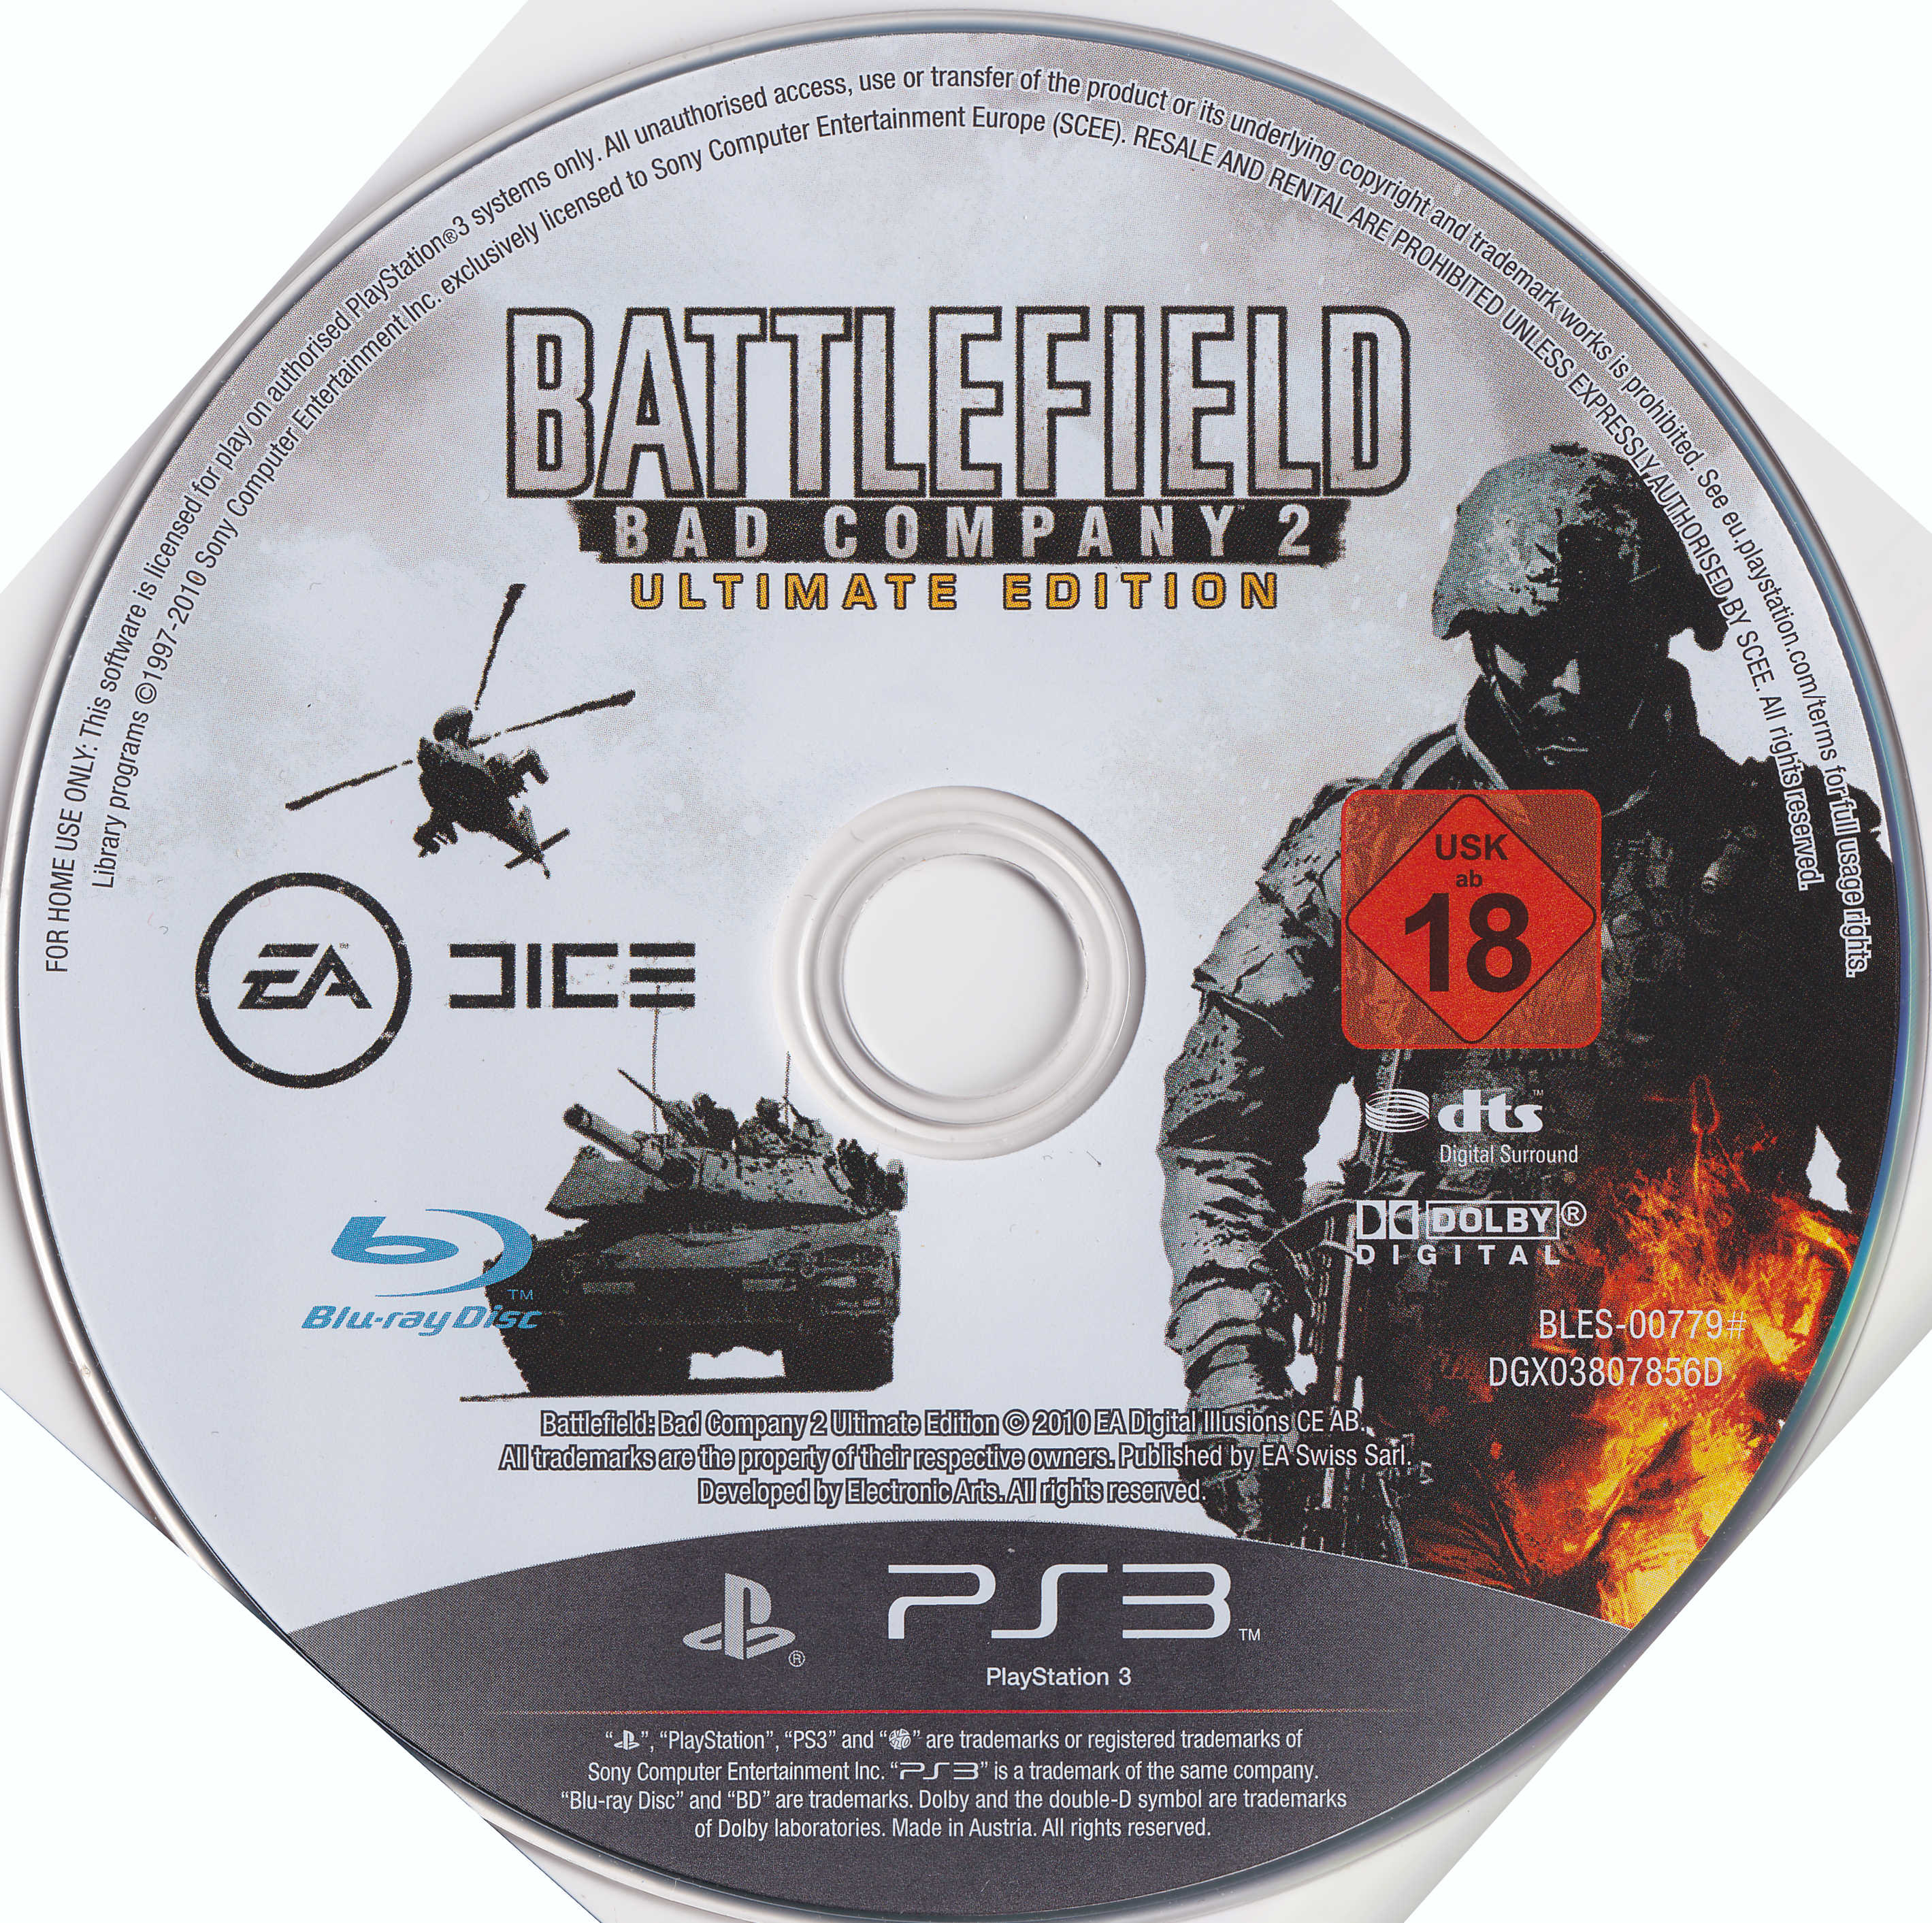 FOR HOME USE ONLY: This software is licensed for play on authorised PlayStation®3 systems only. All unauthorised access, use or transfer of the product or its underlying copyright and trademark works is prohibited. See eu.playstation.com/terms for full usage rights.
Library programs ©1997-2010 Sony Computer Entertainment Inc. exclusively licensed to Sony Computer Entertainment Europe (SCEE). RESALE AND RENTAL ARE PROHIBITED UNLESS EXPRESSLY AUTHORISED BY SCEE. All rights reserved.
BATTLEFIELD
BAD COMPANY™ 2
ULTIMATE EDITION
USK
ab
18
EA™ DICE
dts™
Digital Surround
DOLBY®
DIGITAL
Blu-ray Disc™
BLES-00779#
DGX03807856D
Battlefield: Bad Company 2 Ultimate Edition © 2010 EA Digital Illusions CE AB.
All trademarks are the property of their respective owners. Published by EA Swiss Sarl.
Developed by Electronic Arts. All rights reserved.
® PS3™
PlayStation 3
“ ”, “PlayStation”, “PS3” and “ ” are trademarks or registered trademarks of
Sony Computer Entertainment Inc. “PS3” is a trademark of the same company.
“Blu-ray Disc” and “BD” are trademarks. Dolby and the double-D symbol are trademarks
of Dolby laboratories. Made in Austria. All rights reserved.